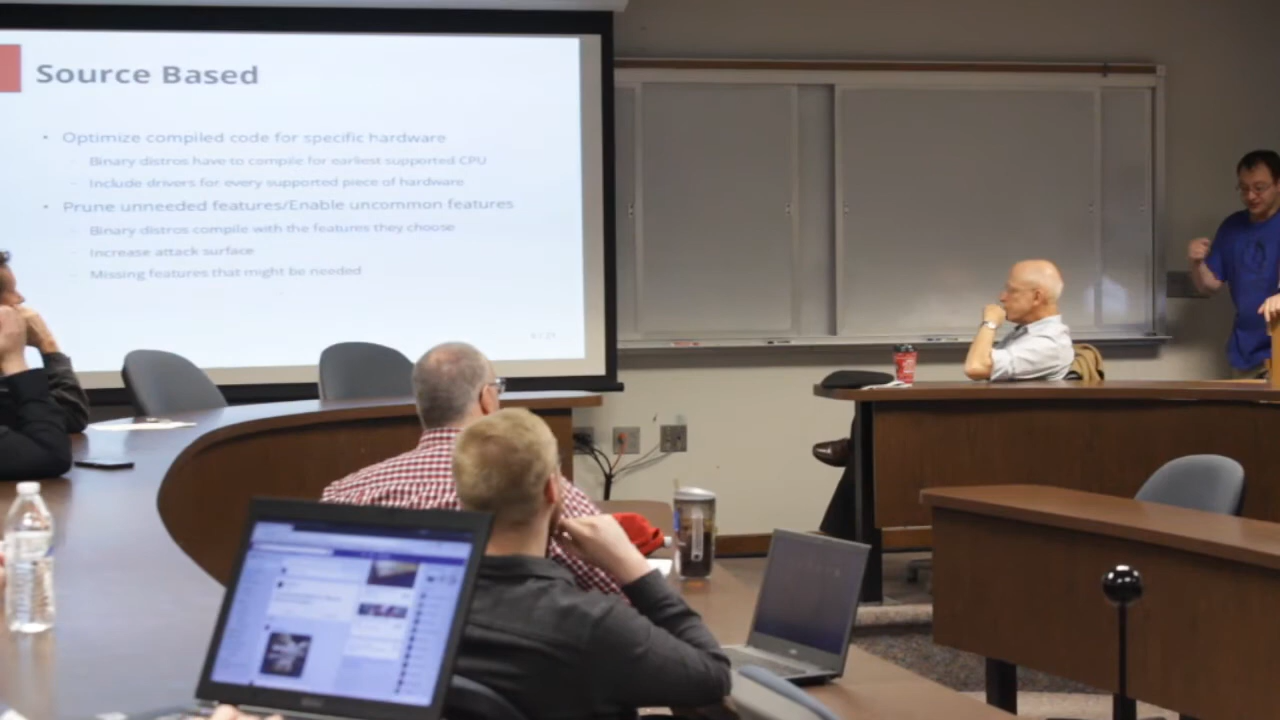 Source Based
• Optimize compiled code for specific hardware
- Binary distros have to compile for earliest supported CPU
- Include drivers for every supported piece of hardware
• Prune unneeded features/Enable uncommon features
- Binary distros compile with the features they choose
- Increase attack surface
- Missing features that might be needed